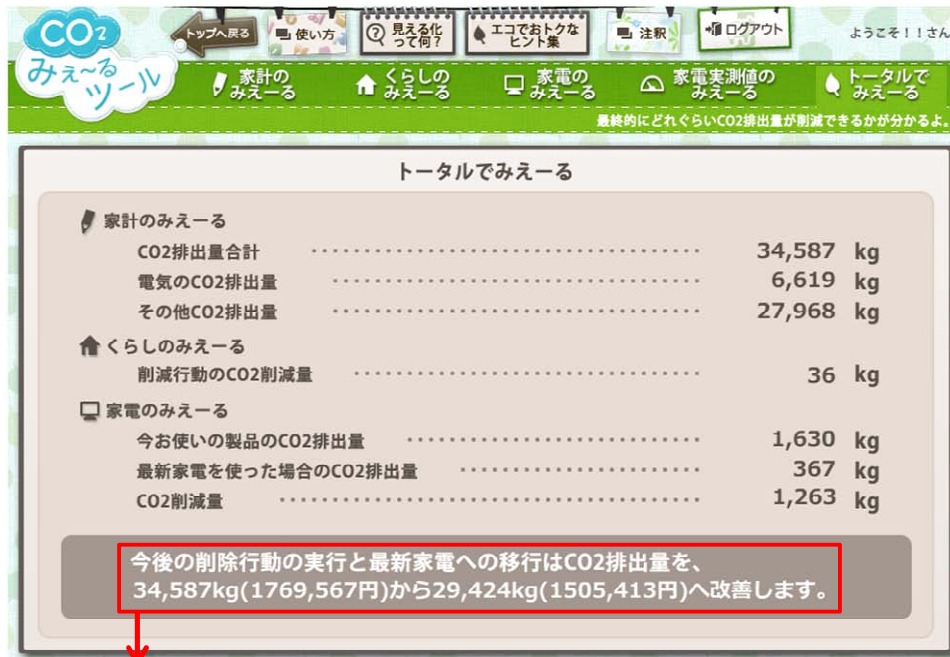 CO2
みえ～る
ツール
トップへ戻る
使い方
見える化
って何？
エコでおトクな
ヒント集
注釈
ログアウト
ようこそ！！さん
家計の
みえーる
くらしの
みえーる
家電の
みえーる
家電実測値の
みえーる
トータルで
みえーる
最終的にどれぐらいCO2排出量が削減できるかが分かるよ。
トータルでみえーる
家計のみえーる
CO2排出量合計 34,587 kg
電気のCO2排出量 6,619 kg
その他CO2排出量 27,968 kg
くらしのみえーる
削減行動のCO2削減量 36 kg
家電のみえーる
今お使いの製品のCO2排出量 1,630 kg
最新家電を使った場合のCO2排出量 367 kg
CO2削減量 1,263 kg
今後の削除行動の実行と最新家電への移行はCO2排出量を、
34,587kg(1769,567円)から29,424kg(1505,413円)へ改善します。